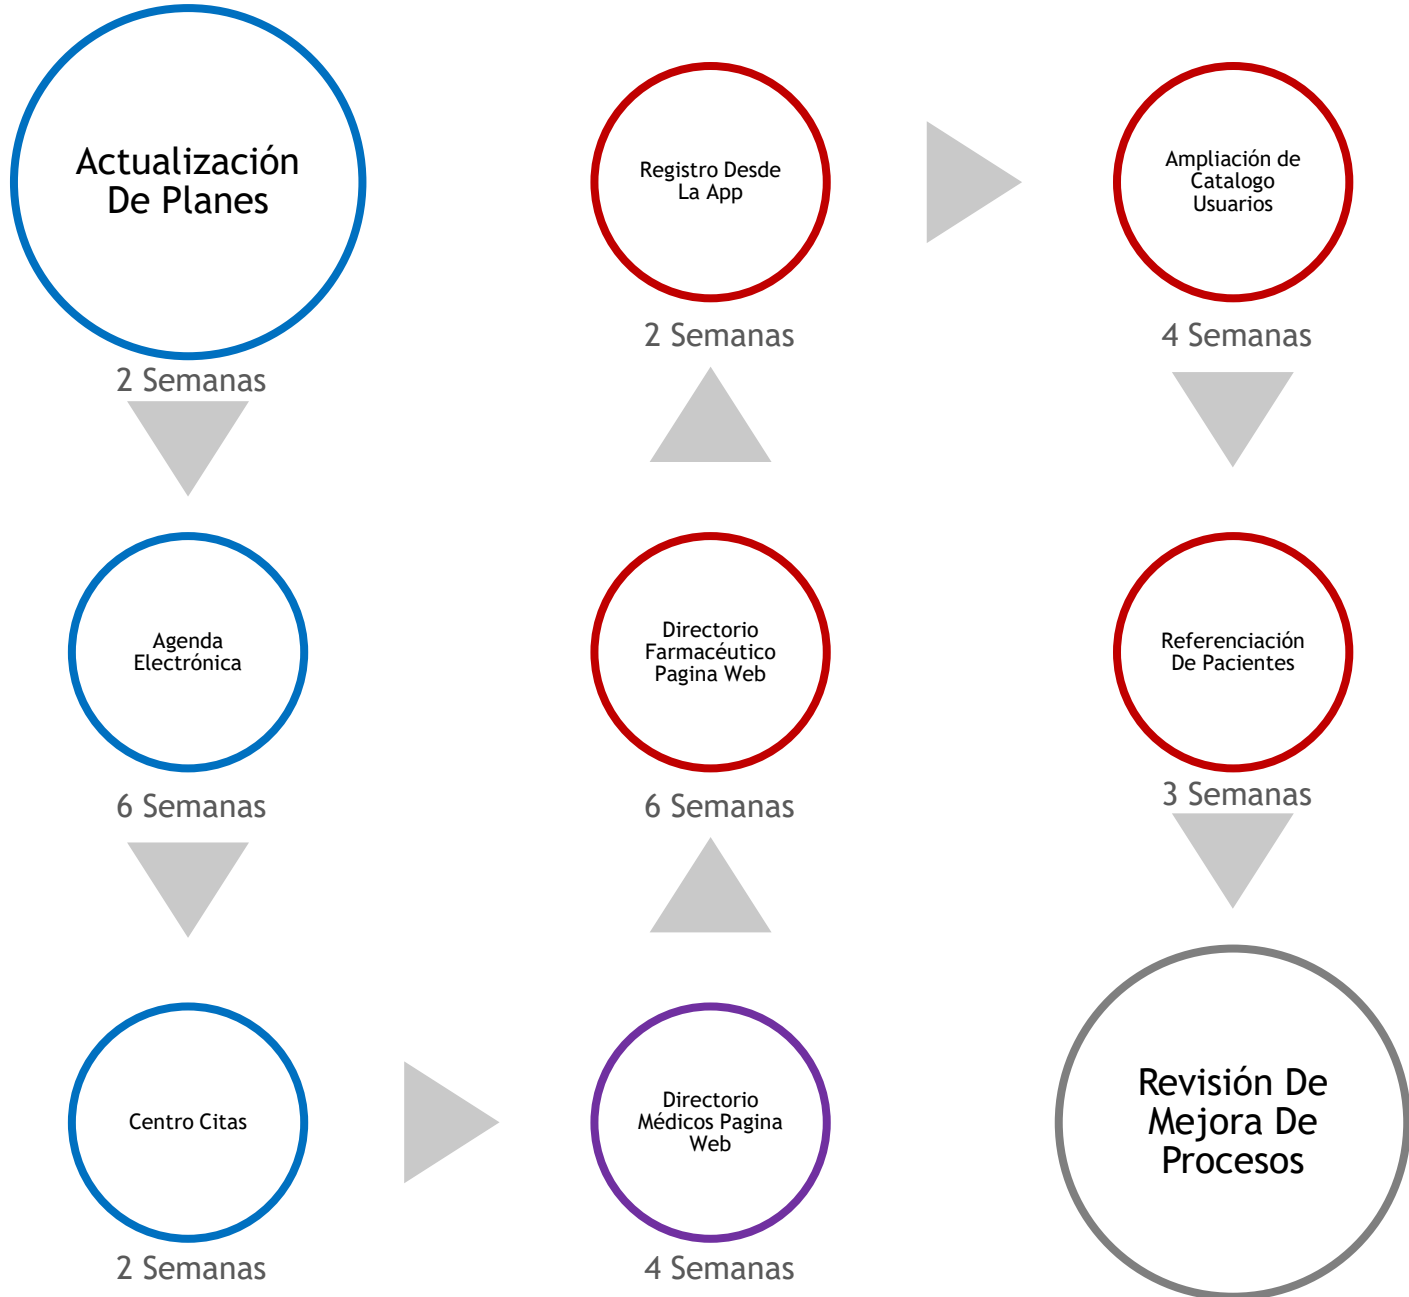 Actualización
De Planes
2 Semanas
Agenda
Electrónica
6 Semanas
Centro Citas
2 Semanas
Directorio
Médicos Pagina
Web
4 Semanas
Directorio
Farmacéutico
Pagina Web
6 Semanas
Registro Desde
La App
2 Semanas
Ampliación de
Catalogo
Usuarios
4 Semanas
Referenciación
De Pacientes
3 Semanas
Revisión De
Mejora De
Procesos